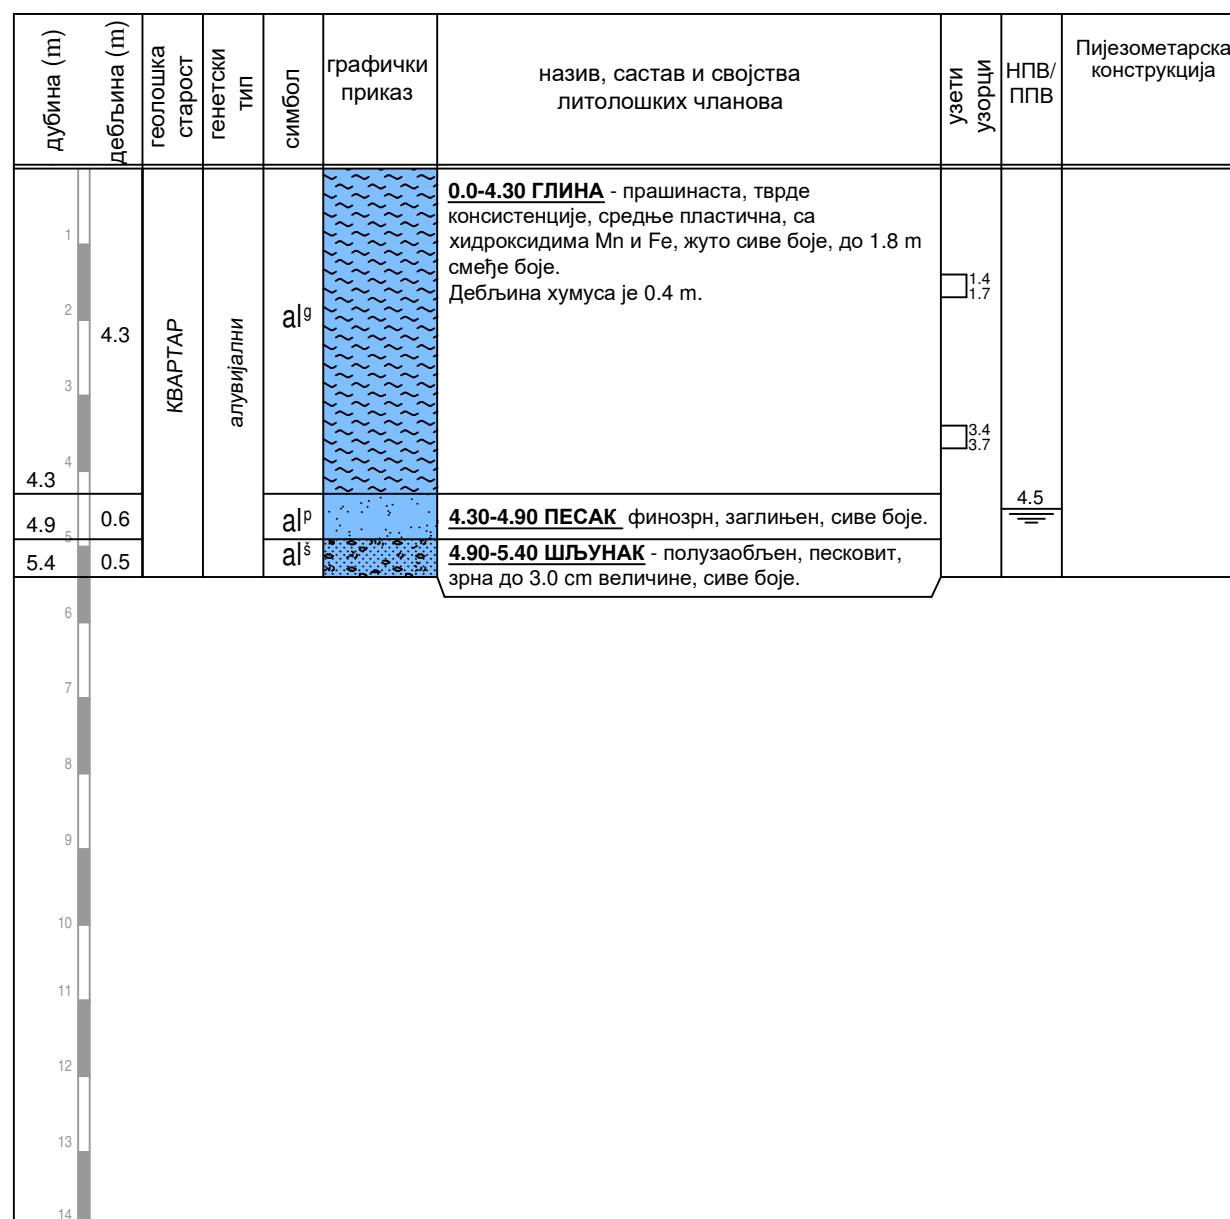 дубина (m)
дебљина (m)
геолошка
старост
генетски
тип
симбол
графички
приказ
назив, састав и својства
литолошких чланова
узети
узорци
НПВ/
ППВ
Пијезометарска
конструкција
0.0-4.30 ГЛИНА - прашинаста, тврде
консистенције, средње пластична, са
хидроксидима Mn и Fe, жуто сиве боје, до 1.8 m
смеђе боје.
Дебљина хумуса је 0.4 m.
1
2
3
4
4.3
4.3
КВАРТАР
алувијални
alg
1.4
1.7
3.4
3.7
4.5
4.9
0.6
alp
4.30-4.90 ПЕСАК финозрн, заглињен, сиве боје.
5
5.4
0.5
alš
4.90-5.40 ШЉУНАК - полузаобљен, песковит,
зрна до 3.0 cm величине, сиве боје.
6
7
8
9
10
11
12
13
14